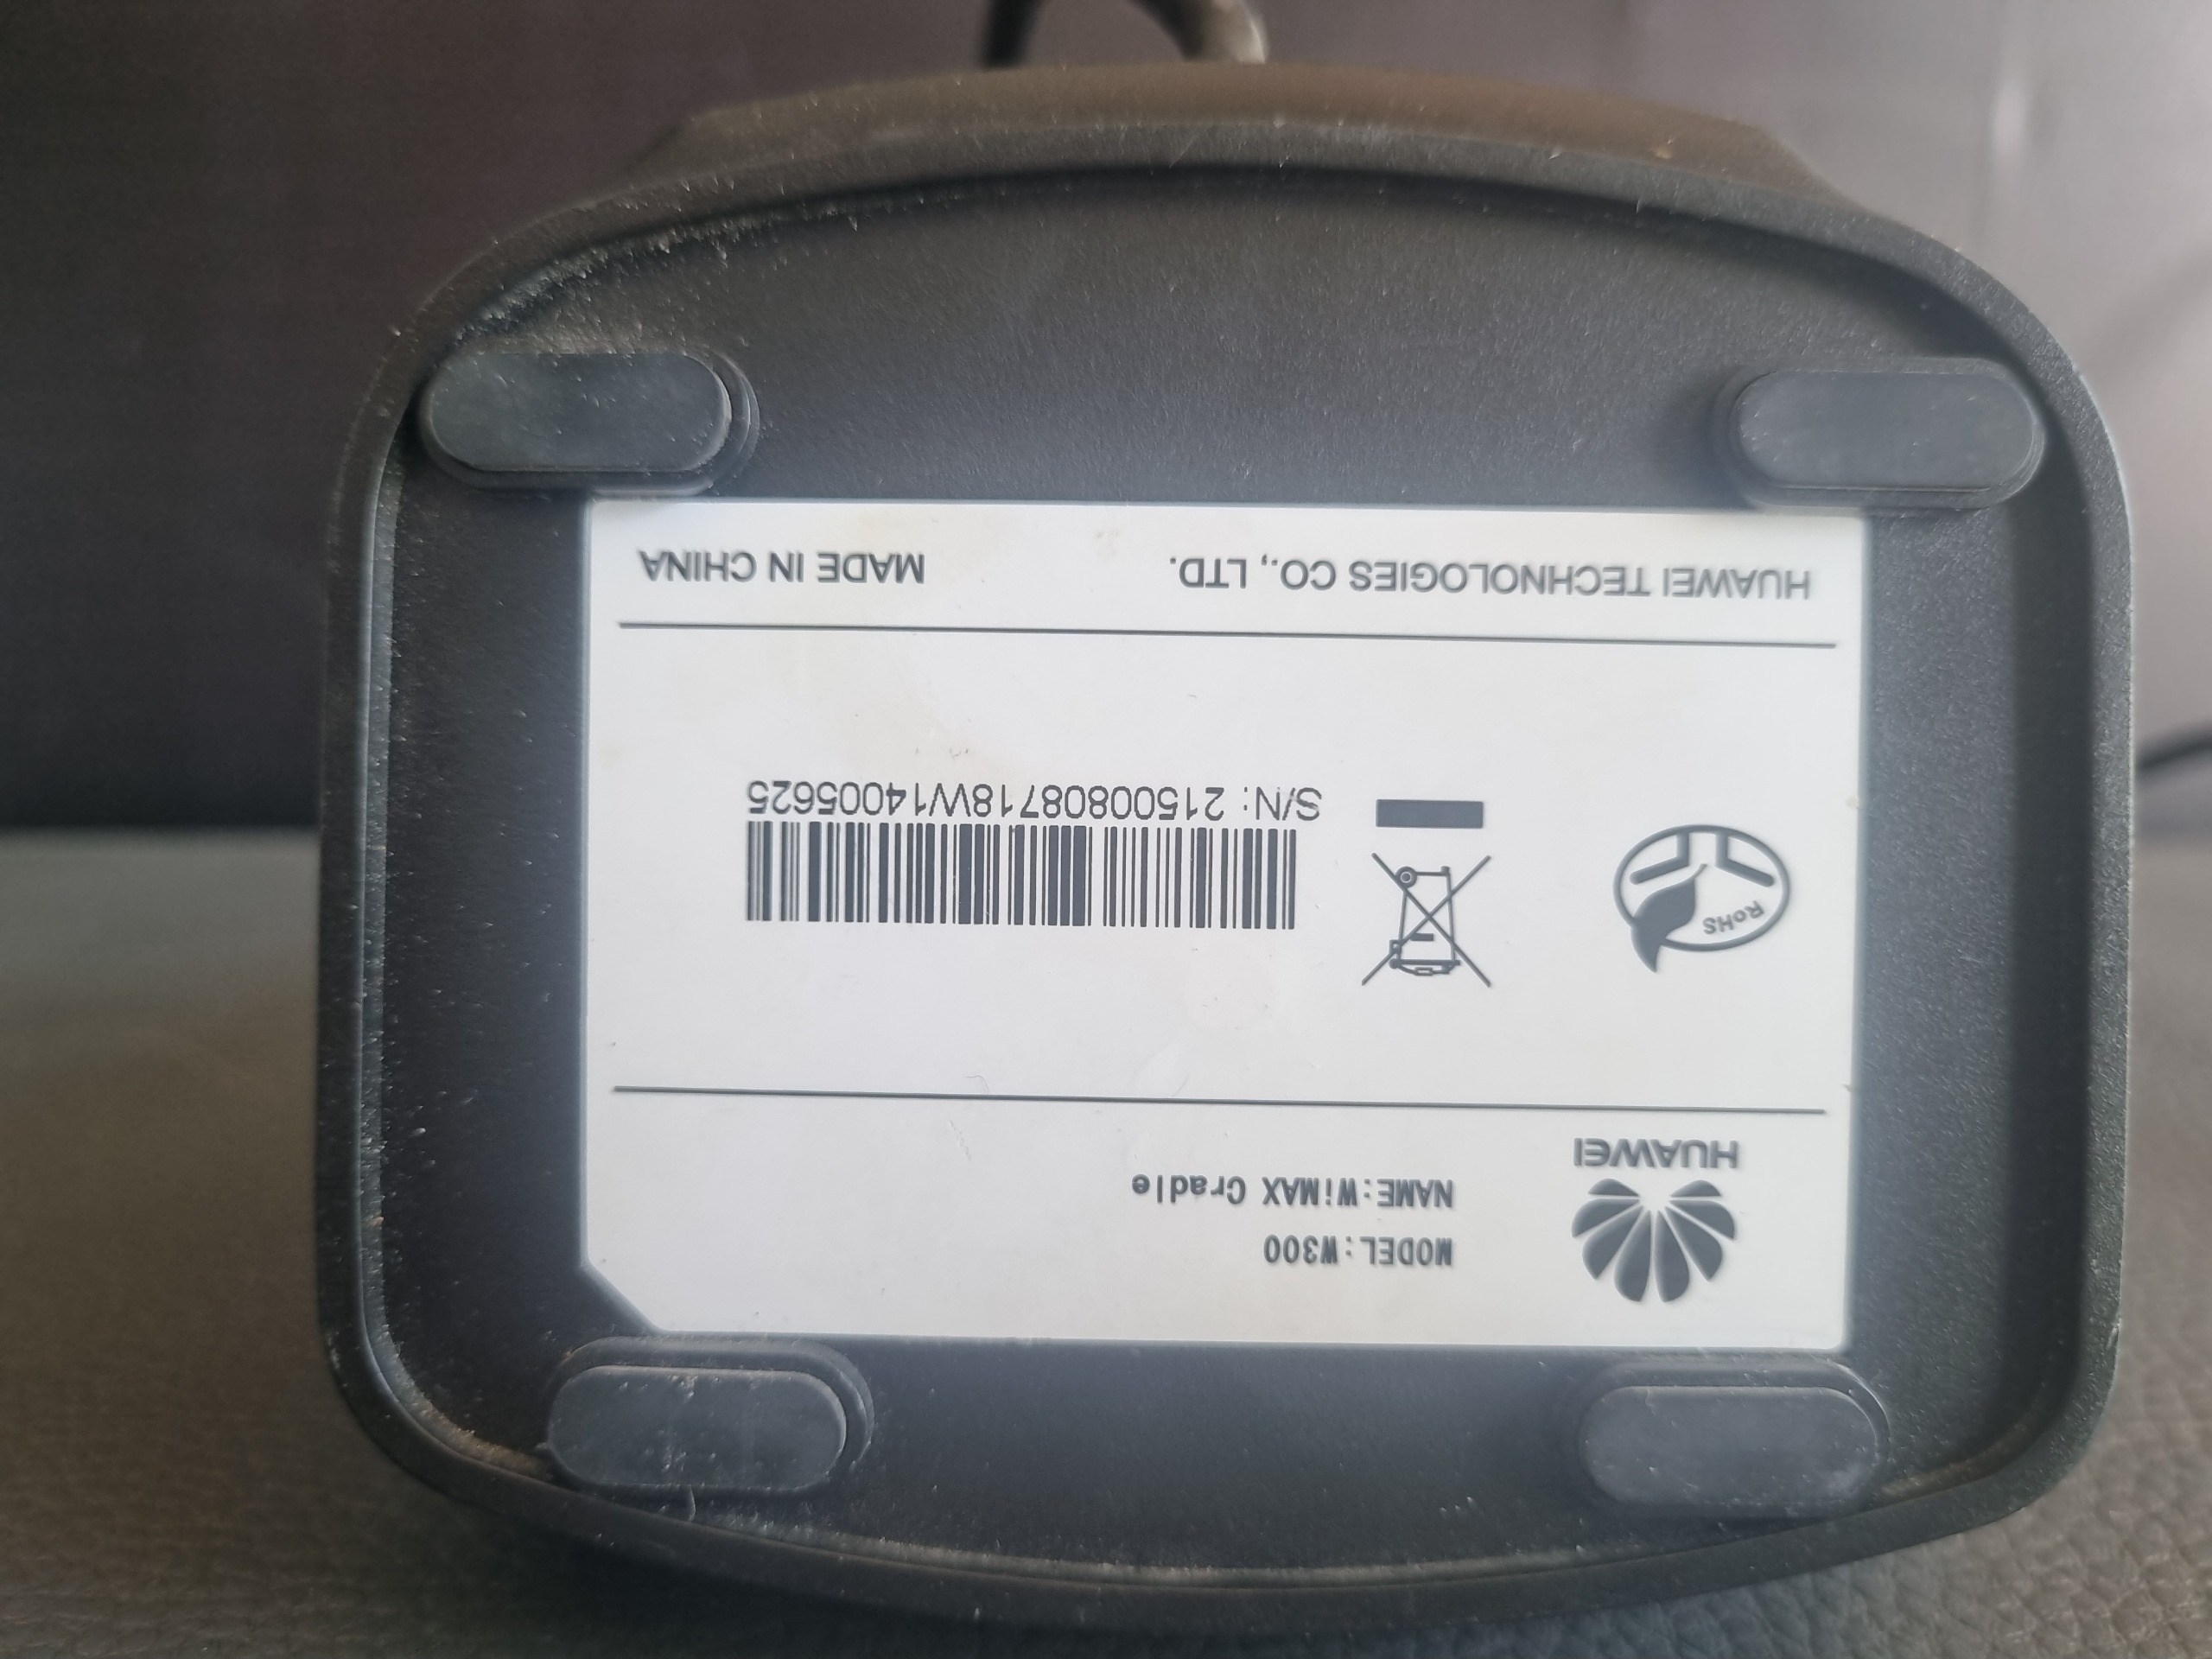 HUAWEI
MODEL:W300
NAME:WiMAX Cradle
RoHS
S/N: 21500808718W14005625
HUAWEI TECHNOLOGIES CO., LTD.
MADE IN CHINA